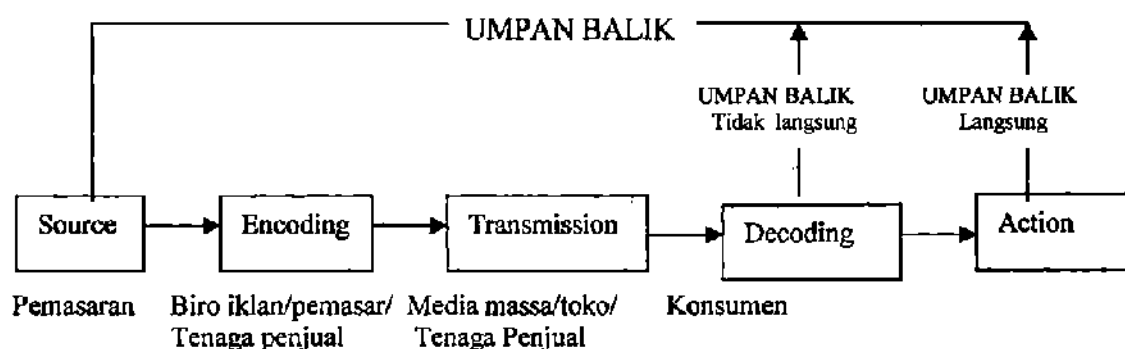 UMPAN BALIK
UMPAN BALIK
Tidak langsung
UMPAN BALIK
Langsung
Source
Encoding
Transmission
Decoding
Action
Pemasaran
Biro iklan/pemasar/
Tenaga penjual
Media massa/toko/
Tenaga Penjual
Konsumen